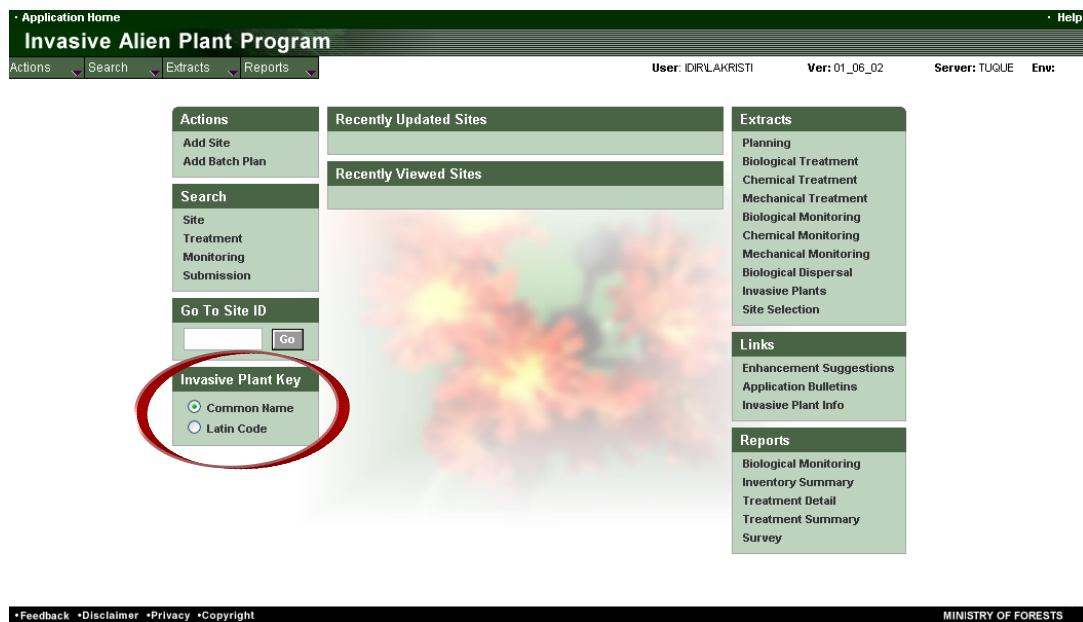 · Application Home
· Help
Invasive Alien Plant Program
Actions Search Extracts Reports
User: IDIR\LAKRISTI Ver: 01_06_02 Server: TUQUE Env:
Actions
Add Site
Add Batch Plan
Search
Site
Treatment
Monitoring
Submission
Go To Site ID
Go
Invasive Plant Key
Common Name
Latin Code
Recently Updated Sites
Recently Viewed Sites
Extracts
Planning
Biological Treatment
Chemical Treatment
Mechanical Treatment
Biological Monitoring
Chemical Monitoring
Mechanical Monitoring
Biological Dispersal
Invasive Plants
Site Selection
Links
Enhancement Suggestions
Application Bulletins
Invasive Plant Info
Reports
Biological Monitoring
Inventory Summary
Treatment Detail
Treatment Summary
Survey
•Feedback •Disclaimer •Privacy •Copyright
MINISTRY OF FORESTS